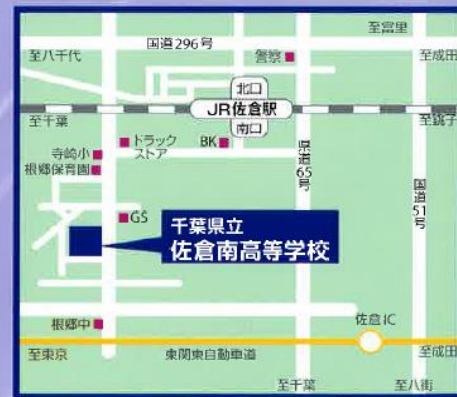 至富里
国道296号
至八千代
警察
至成田
北口
JR佐倉駅
南口
至千葉
至銚子
トラック
ストア
BK
寺崎小
根郷保育園
県道
65号
国道
51号
GS
千葉県立
佐倉南高等学校
根郷中
佐倉IC
至東京
東関東自動車道
至成田
至千葉
至八街